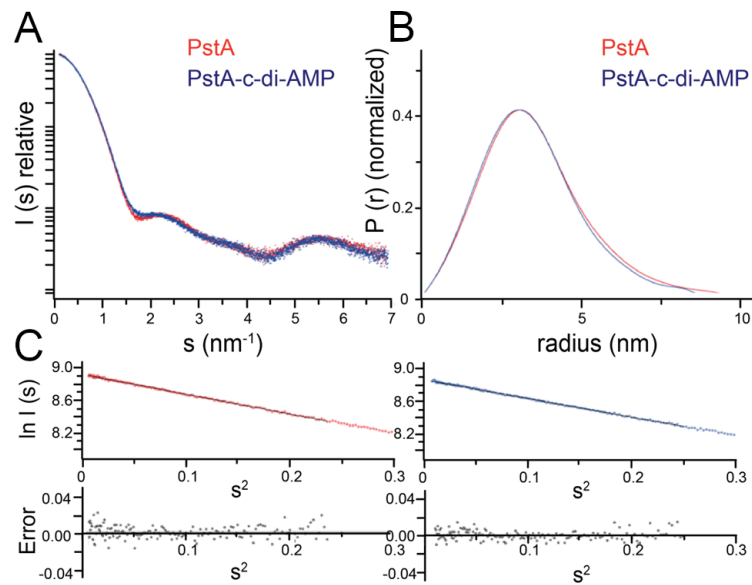 A
PstA
PstA-c-di-AMP
I (s) relative
0 1 2 3 4 5 6 7
s (nm⁻¹)
B
PstA
PstA-c-di-AMP
P (r) (normalized)
0.4
0.2
0
0 5 10
radius (nm)
C
ln I (s)
9.0
8.6
8.2
0 0.1 0.2 0.3
s²
9.0
8.6
8.2
0 0.1 0.2 0.3
s²
Error
0.04
0.00
-0.04
0 0.1 0.2 0.3
s²
0.04
0.00
-0.04
0 0.1 0.2 0.3
s²